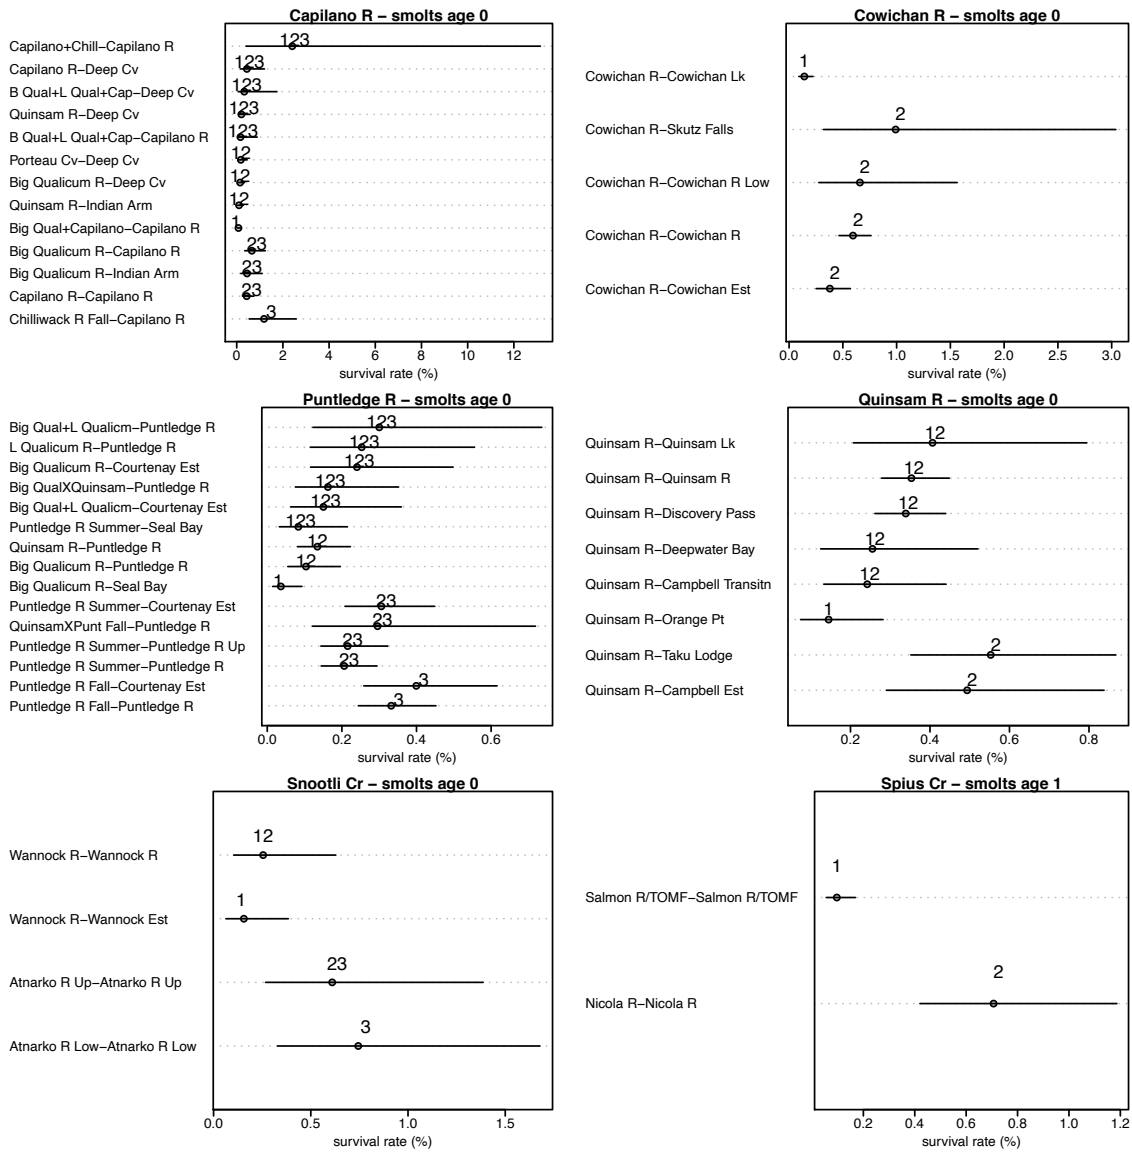 Capilano R – smolts age 0
Capilano+Chill–Capilano R
123
Capilano R–Deep Cv
123
B Qual+L Qual+Cap–Deep Cv
123
Quinsam R–Deep Cv
123
B Qual+L Qual+Cap–Capilano R
123
Porteau Cv–Deep Cv
12
Big Qualicum R–Deep Cv
12
Quinsam R–Indian Arm
12
Big Qual+Capilano–Capilano R
1
Big Qualicum R–Capilano R
23
Big Qualicum R–Indian Arm
23
Capilano R–Capilano R
23
Chilliwack R Fall–Capilano R
3
0 2 4 6 8 10 12
survival rate (%)
Cowichan R – smolts age 0
Cowichan R–Cowichan Lk
1
Cowichan R–Skutz Falls
2
Cowichan R–Cowichan R Low
2
Cowichan R–Cowichan R
2
Cowichan R–Cowichan Est
2
0.0 0.5 1.0 1.5 2.0 2.5 3.0
survival rate (%)
Puntledge R – smolts age 0
Big Qual+L Qualicm–Puntledge R
123
L Qualicum R–Puntledge R
123
Big Qualicum R–Courtenay Est
123
Big QualXQuinsam–Puntledge R
123
Big Qual+L Qualicm–Courtenay Est
123
Puntledge R Summer–Seal Bay
123
Quinsam R–Puntledge R
12
Big Qualicum R–Puntledge R
12
Big Qualicum R–Seal Bay
1
Puntledge R Summer–Courtenay Est
23
QuinsamXPunt Fall–Puntledge R
23
Puntledge R Summer–Puntledge R Up
23
Puntledge R Summer–Puntledge R
23
Puntledge R Fall–Courtenay Est
3
Puntledge R Fall–Puntledge R
3
0.0 0.2 0.4 0.6
survival rate (%)
Quinsam R – smolts age 0
Quinsam R–Quinsam Lk
12
Quinsam R–Quinsam R
12
Quinsam R–Discovery Pass
12
Quinsam R–Deepwater Bay
12
Quinsam R–Campbell Transitn
12
Quinsam R–Orange Pt
1
Quinsam R–Taku Lodge
2
Quinsam R–Campbell Est
2
0.2 0.4 0.6 0.8
survival rate (%)
Snootli Cr – smolts age 0
Wannock R–Wannock R
12
Wannock R–Wannock Est
1
Atnarko R Up–Atnarko R Up
23
Atnarko R Low–Atnarko R Low
3
0.0 0.5 1.0 1.5
survival rate (%)
Spius Cr – smolts age 1
Salmon R/TOMF–Salmon R/TOMF
1
Nicola R–Nicola R
2
0.2 0.4 0.6 0.8 1.0 1.2
survival rate (%)